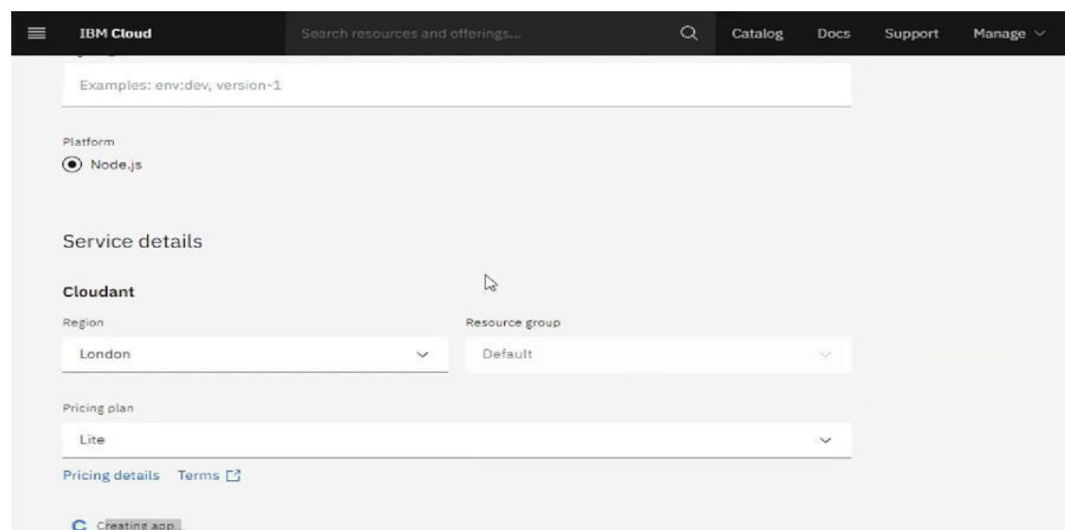 IBM Cloud Search resources and offerings... Catalog Docs Support Manage
Examples: env:dev, version-1
Platform
Node.js
Service details
Cloudant
Region Resource group
London Default
Pricing plan
Lite
Pricing details Terms
Creating app...